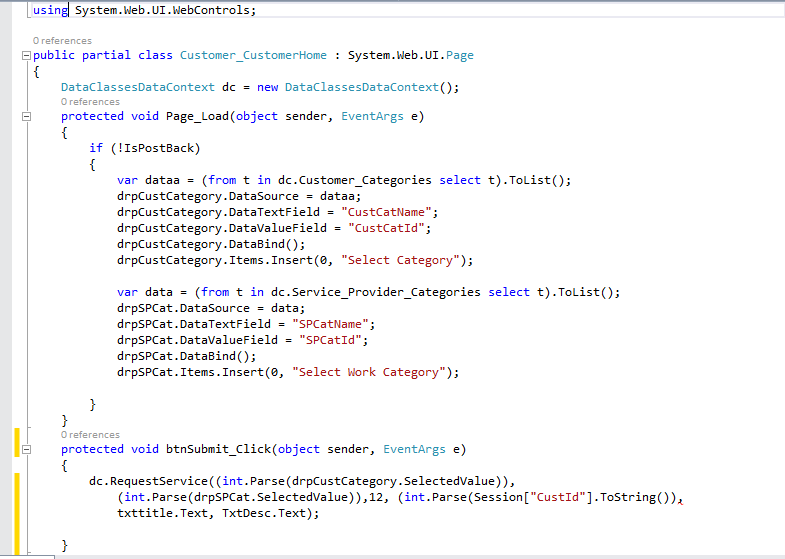 using System.Web.UI.WebControls;
0 references
public partial class Customer_CustomerHome : System.Web.UI.Page
{
DataClassesDataContext dc = new DataClassesDataContext();
0 references
protected void Page_Load(object sender, EventArgs e)
{
if (!IsPostBack)
{
var dataa = (from t in dc.Customer_Categories select t).ToList();
drpCustCategory.DataSource = dataa;
drpCustCategory.DataTextField = "CustCatName";
drpCustCategory.DataValueField = "CustCatId";
drpCustCategory.DataBind();
drpCustCategory.Items.Insert(0, "Select Category");
var data = (from t in dc.Service_Provider_Categories select t).ToList();
drpSPCat.DataSource = data;
drpSPCat.DataTextField = "SPCatName";
drpSPCat.DataValueField = "SPCatId";
drpSPCat.DataBind();
drpSPCat.Items.Insert(0, "Select Work Category");
}
}
0 references
protected void btnSubmit_Click(object sender, EventArgs e)
{
dc.RequestService((int.Parse(drpCustCategory.SelectedValue)),
(int.Parse(drpSPCat.SelectedValue)),12, (int.Parse(Session["CustId"].ToString()),
txttitle.Text, TxtDesc.Text);
}